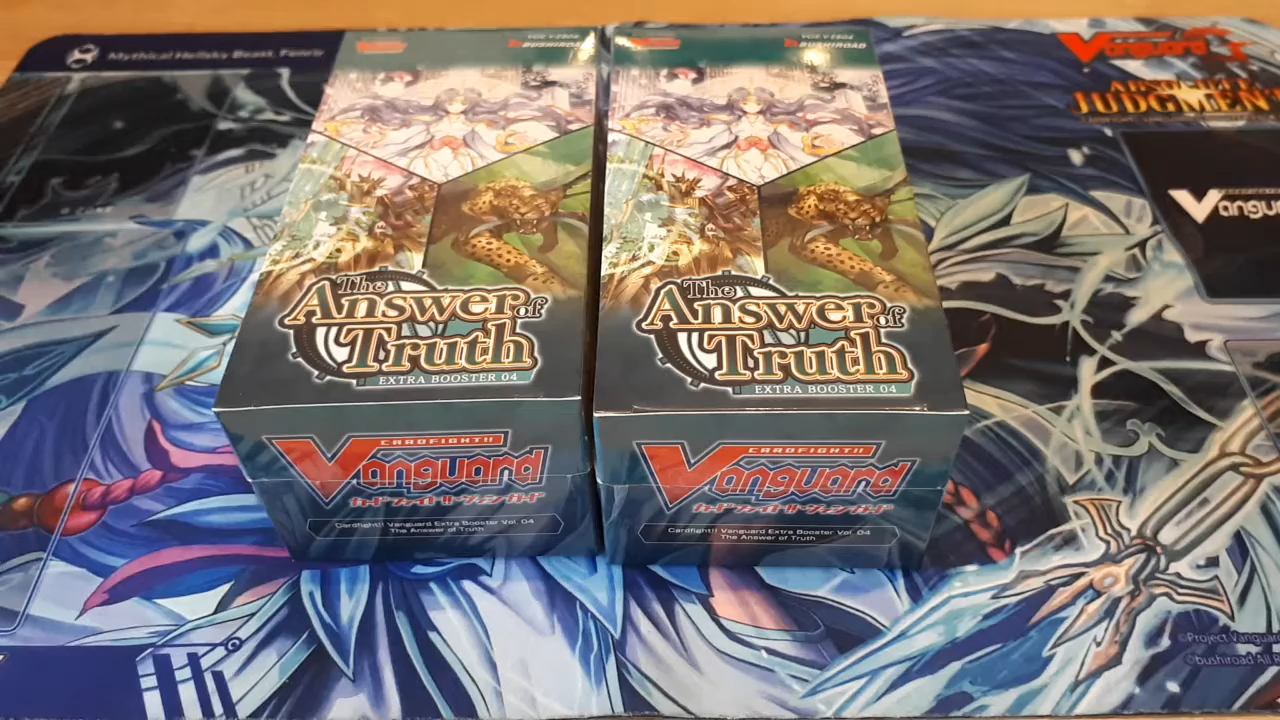 Mythical Hellsky Beast, Fenrir
BUSHIROAD
BUSHIROAD
Vanguard
ABSOLUTE
JUDGMENT
Vangu
The
Answer of
Truth
EXTRA BOOSTER 04
The
Answer of
Truth
EXTRA BOOSTER 04
CARDFIGHT!!
Vanguard
カードファイト!! ヴァンガード
Cardfight!! Vanguard Extra Booster Vol. 04
The Answer of Truth
CARDFIGHT!!
Vanguard
カードファイト!! ヴァンガード
Cardfight!! Vanguard Extra Booster Vol. 04
The Answer of Truth
©Project Vanguard
©bushiroad All R